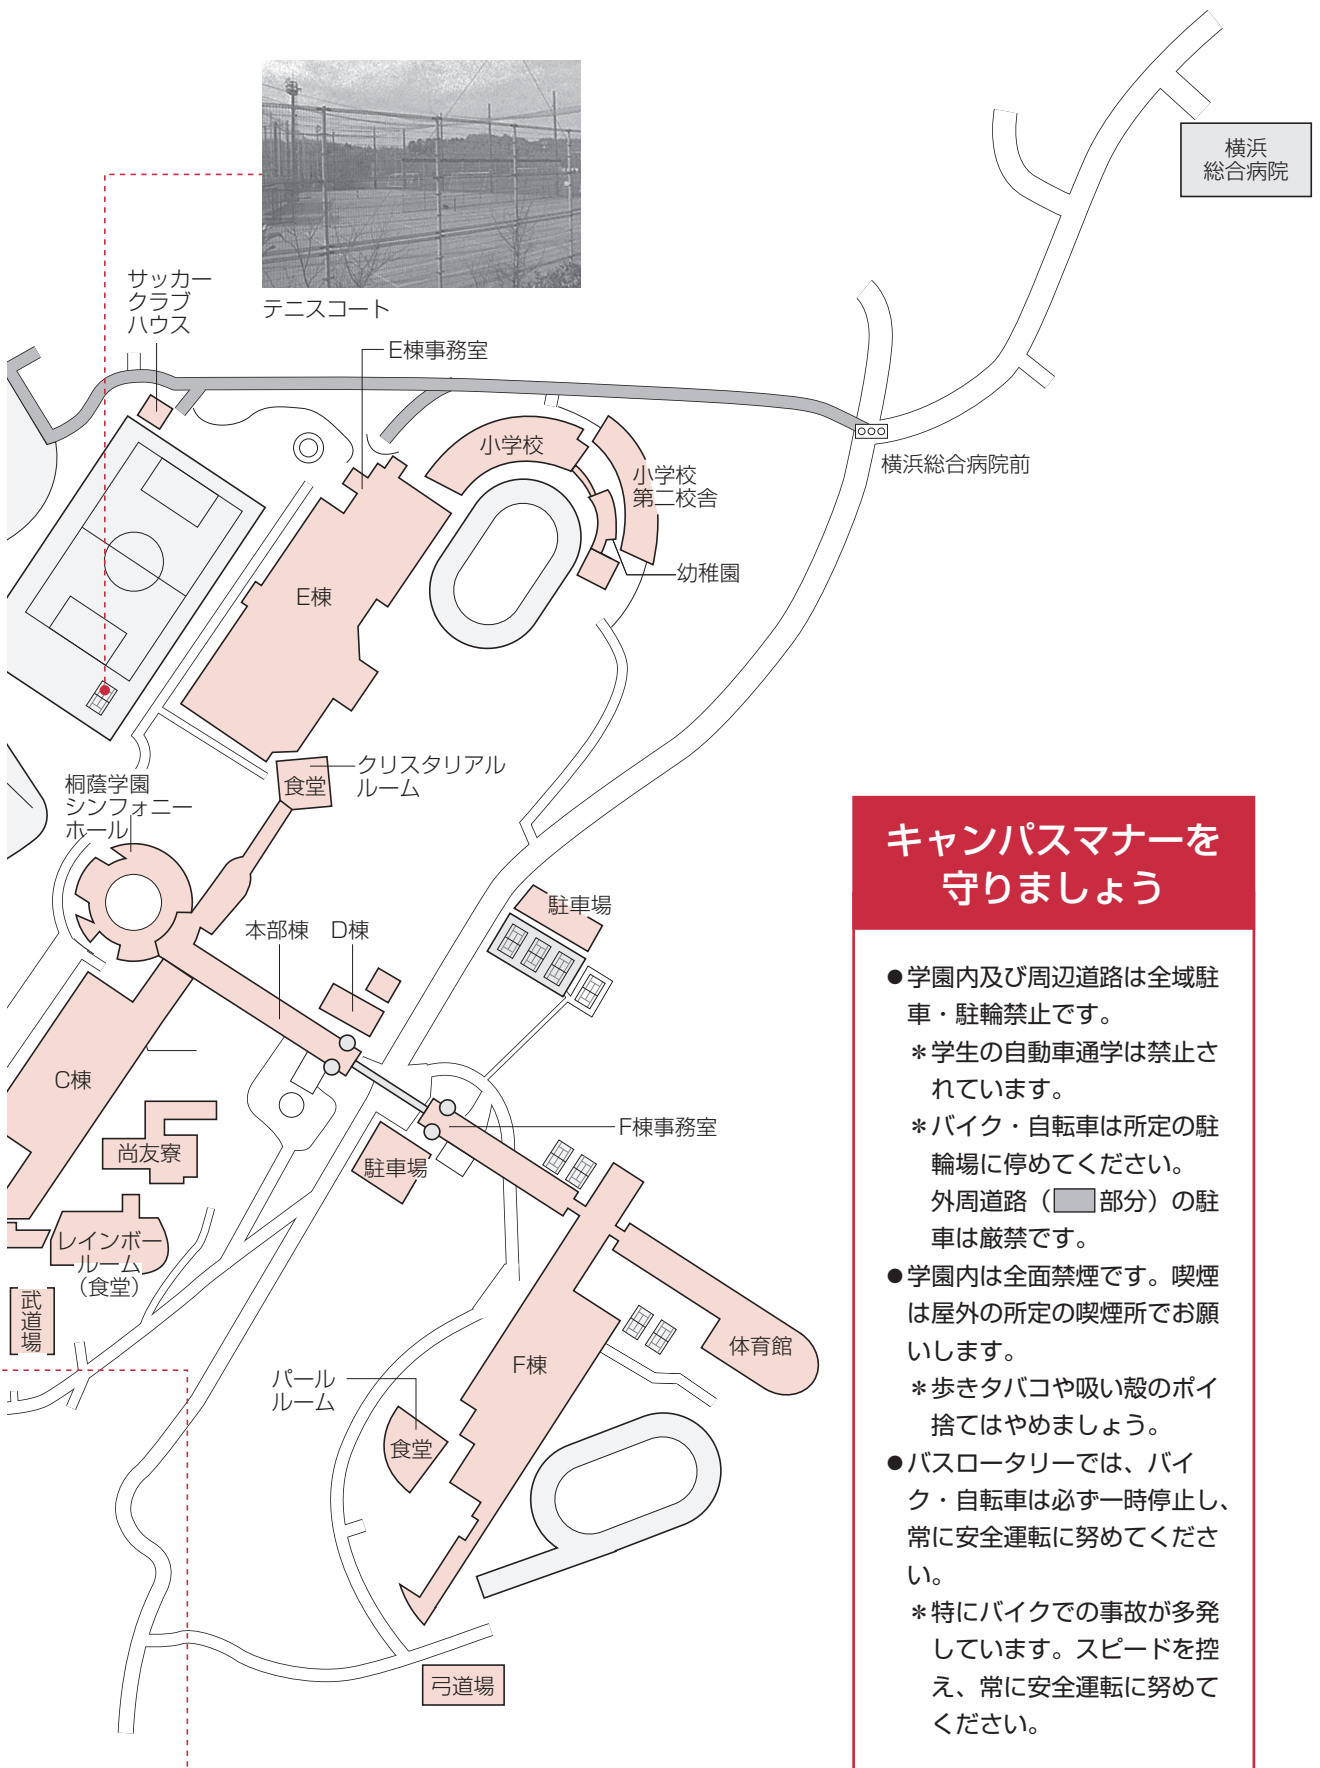 横浜
総合病院
サッカー
クラブ
ハウス
テニスコート
E棟事務室
小学校
横浜総合病院前
小学校
第二校舎
幼稚園
E棟
クリスタリアル
ルーム
食堂
桐蔭学園
シンフォニー
ホール
駐車場
本部棟
D棟
C棟
F棟事務室
尚友寮
駐車場
レインボー
ルーム
（食堂）
武道場
体育館
F棟
パール
ルーム
食堂
弓道場
キャンパスマナーを
守りましょう
●学園内及び周辺道路は全域駐
車・駐輪禁止です。
＊学生の自動車通学は禁止さ
れています。
＊バイク・自転車は所定の駐
輪場に停めてください。
外周道路（部分）の駐
車は厳禁です。
●学園内は全面禁煙です。喫煙
は屋外の所定の喫煙所でお願
いします。
＊歩きタバコや吸い殻のポイ
捨てはやめましょう。
●バスロータリーでは、バイ
ク・自転車は必ず一時停止し、
常に安全運転に努めてくださ
い。
＊特にバイクでの事故が多発
しています。スピードを控
え、常に安全運転に努めて
ください。